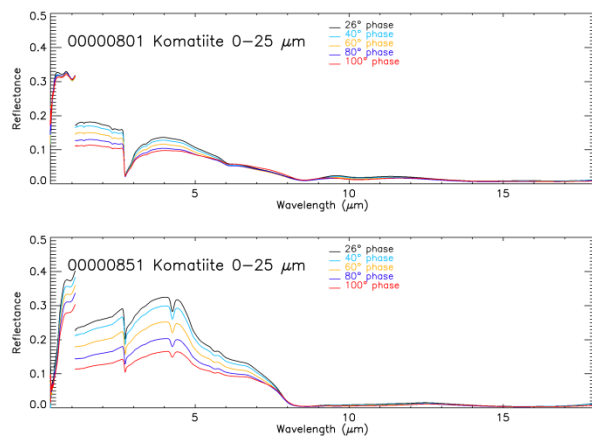 0.5
26° phase
00000801 Komatiite 0–25 μm
40° phase
60° phase
0.4
80° phase
100° phase
0.3
Reflectance
0.2
0.1
0.0
5
10
15
Wavelength (μm)
0.5
26° phase
00000851 Komatiite 0–25 μm
40° phase
60° phase
0.4
80° phase
100° phase
0.3
Reflectance
0.2
0.1
0.0
5
10
15
Wavelength (μm)